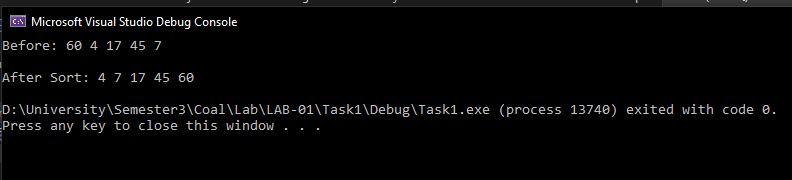 Microsoft Visual Studio Debug Console
Before: 60 4 17 45 7
After Sort: 4 7 17 45 60
D:\University\Semester3\Coal\Lab\LAB-01\Task1\Debug\Task1.exe (process 13740) exited with code 0.
Press any key to close this window . . .